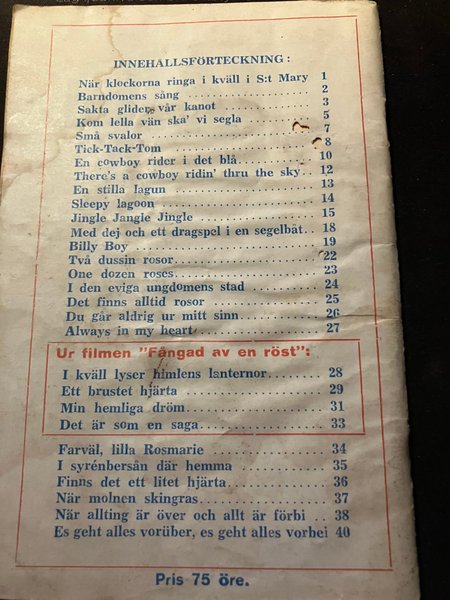 INNEHALLSFÖRTECKNING:
När klockorna ringa i kväll i S:t Mary 1
Barndomens sång .................. 2
Sakta glider vår kanot .............. 3
Kom lella vän ska' vi segla .......... 5
Små svalor ........................ 7
Tick-Tack-Tom .................... 8
En cowboy rider i det blå............ 10
There's a cowboy ridin' thru the sky.. 12
En stilla lagun .................... 13
Sleepy lagoon ...................... 14
Jingle Jangle Jingle ................ 15
Med dej och ett dragspel i en segelbåt.. 18
Billy Boy .......................... 19
Två dussin rosor .................... 22
One dozen roses.................... 23
I den eviga ungdomens stad .......... 24
Det finns alltid rosor .............. 25
Du går aldrig ur mitt sinn............ 26
Always in my heart.................. 27
Ur filmen "Fångad av en röst":
I kväll lyser himlens lanternor........ 28
Ett brustet hjärta .................. 29
Min hemliga dröm.................. 31
Det är som en saga.................. 33
Farväl, lilla Rosmarie .............. 34
I syrénbersån där hemma ............ 35
Finns det ett litet hjärta............ 36
När molnen skingras................ 37
När allting är över och allt är förbi .. 38
Es geht alles vorüber, es geht alles vorbei 40
Pris 75 öre.